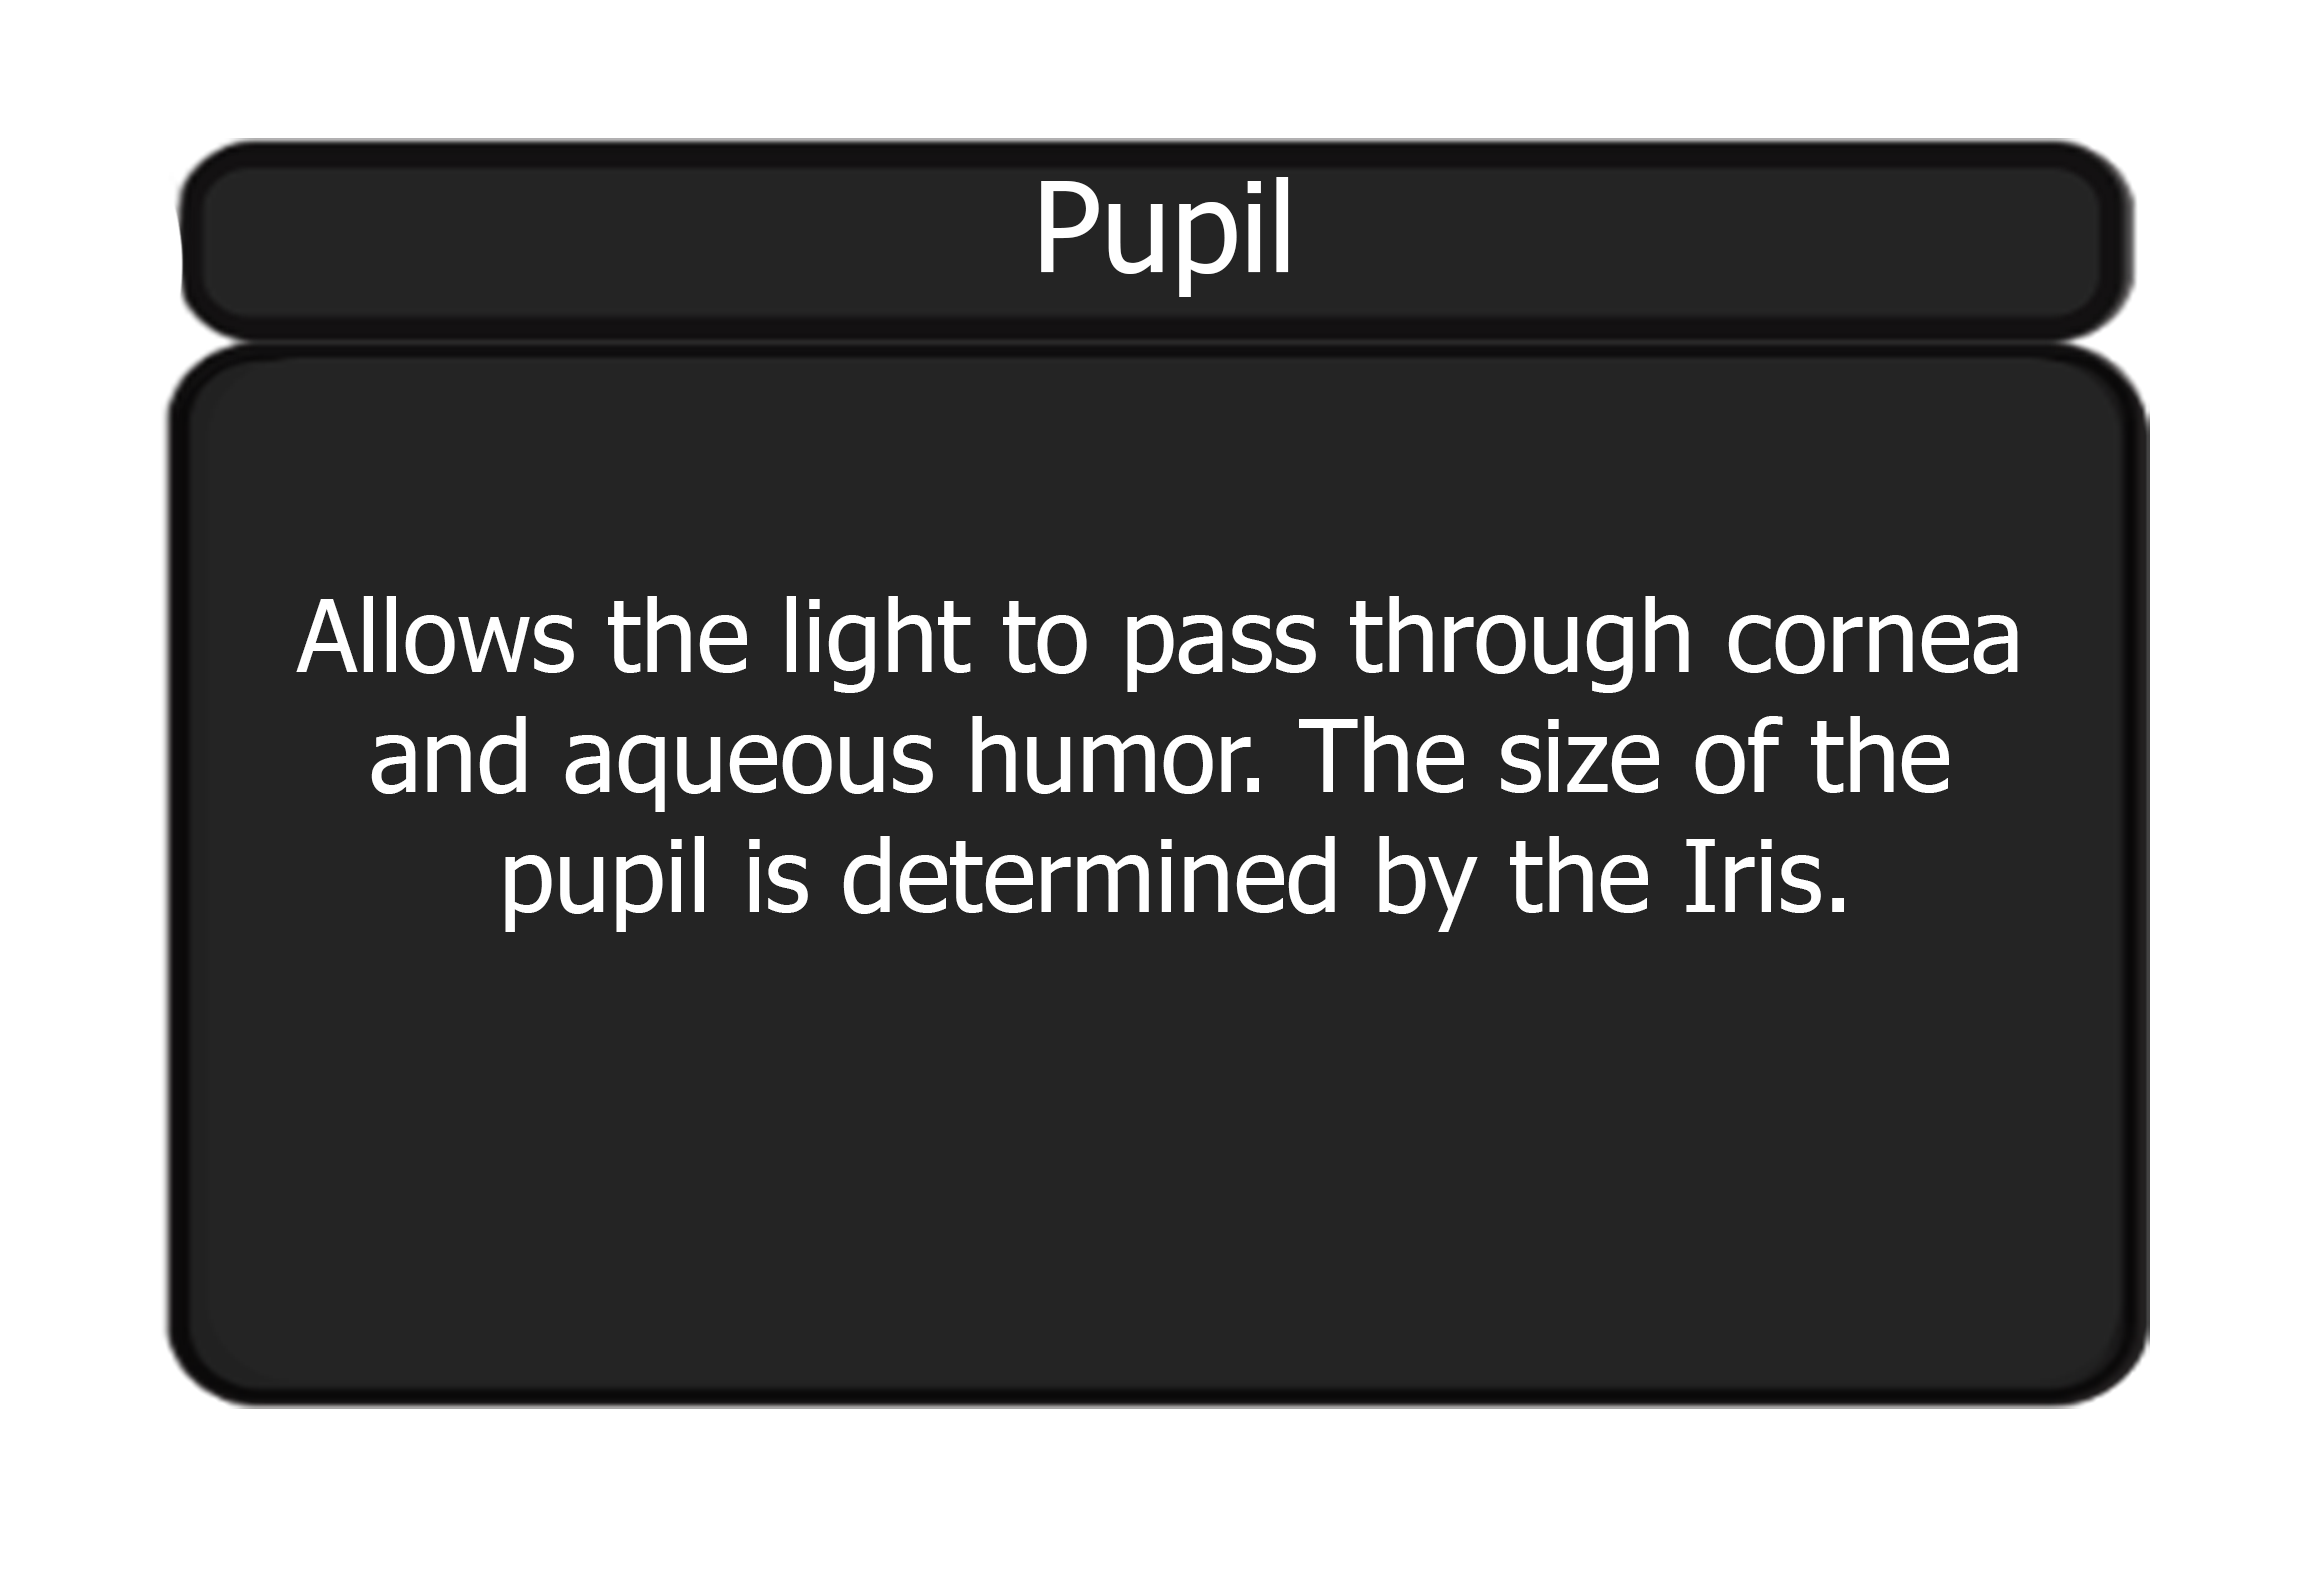 Pupil
Allows the light to pass through cornea
and aqueous humor. The size of the
pupil is determined by the Iris.